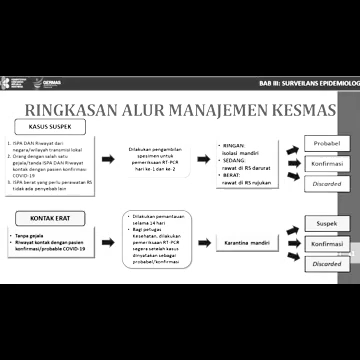 GERMAS
BAB III: SURVEILANS EPIDEMIOLOG
RINGKASAN ALUR MANAJEMEN KESMAS
KASUS SUSPEK
1. ISPA DAN Riwayat dari
negara/wilayah transmisi lokal
2. Orang dengan salah satu
gejala/tanda ISPA DAN Riwayat
kontak dengan pasien konfirmasi
COVID-19
3. ISPA berat yang perlu perawatan RS
tidak ada penyebab lain
Dilakukan pengambilan
spesimen untuk
pemeriksaan RT-PCR
hari ke-1 dan ke-2
• RINGAN:
isolasi mandiri
• SEDANG:
rawat di RS darurat
• BERAT:
rawat di RS rujukan
Probabel
Konfirmasi
Discarded
KONTAK ERAT
• Tanpa gejala
• Riwayat kontak dengan pasien
konfirmasi/probable COVID-19
• Dilakukan pemantauan
selama 14 hari
• Bagi petugas
Kesehatan, dilakukan
pemeriksaan RT-PCR
segera setelah kasus
dinyatakan sebagai
probabel/konfirmasi
Karantina mandiri
Suspek
Konfirmasi
Discarded